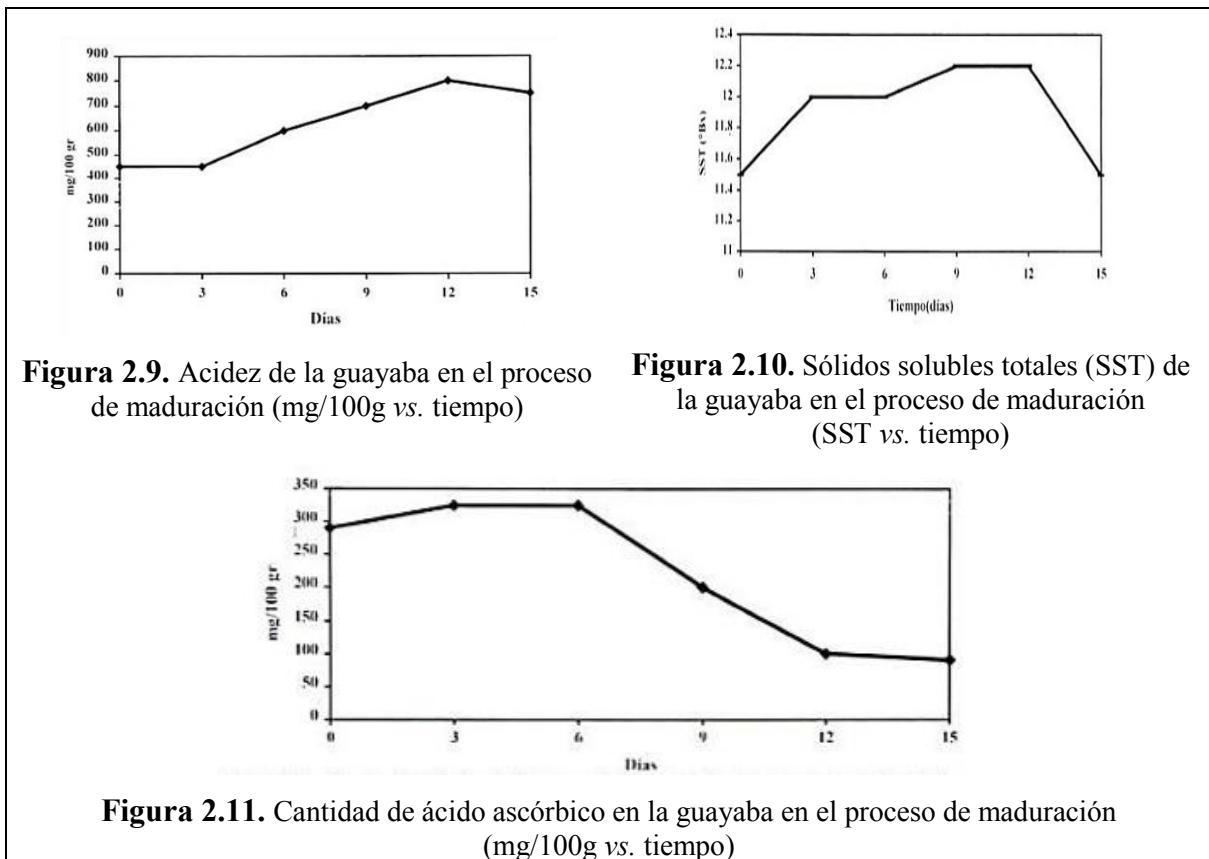 900
800
700
600
500
400
300
200
100
0
mg/100 gr
0 3 6 9 12 15
Días
12.4
12.2
12
11.8
11.6
11.4
11.2
11
SST (°Bx)
0 3 6 9 12 15
Tiempo(días)
Figura 2.9. Acidez de la guayaba en el proceso
de maduración (mg/100g vs. tiempo)
Figura 2.10. Sólidos solubles totales (SST) de
la guayaba en el proceso de maduración
(SST vs. tiempo)
350
300
250
200
150
100
50
0
mg/100 gr
0 3 6 9 12 15
Días
Figura 2.11. Cantidad de ácido ascórbico en la guayaba en el proceso de maduración
(mg/100g vs. tiempo)